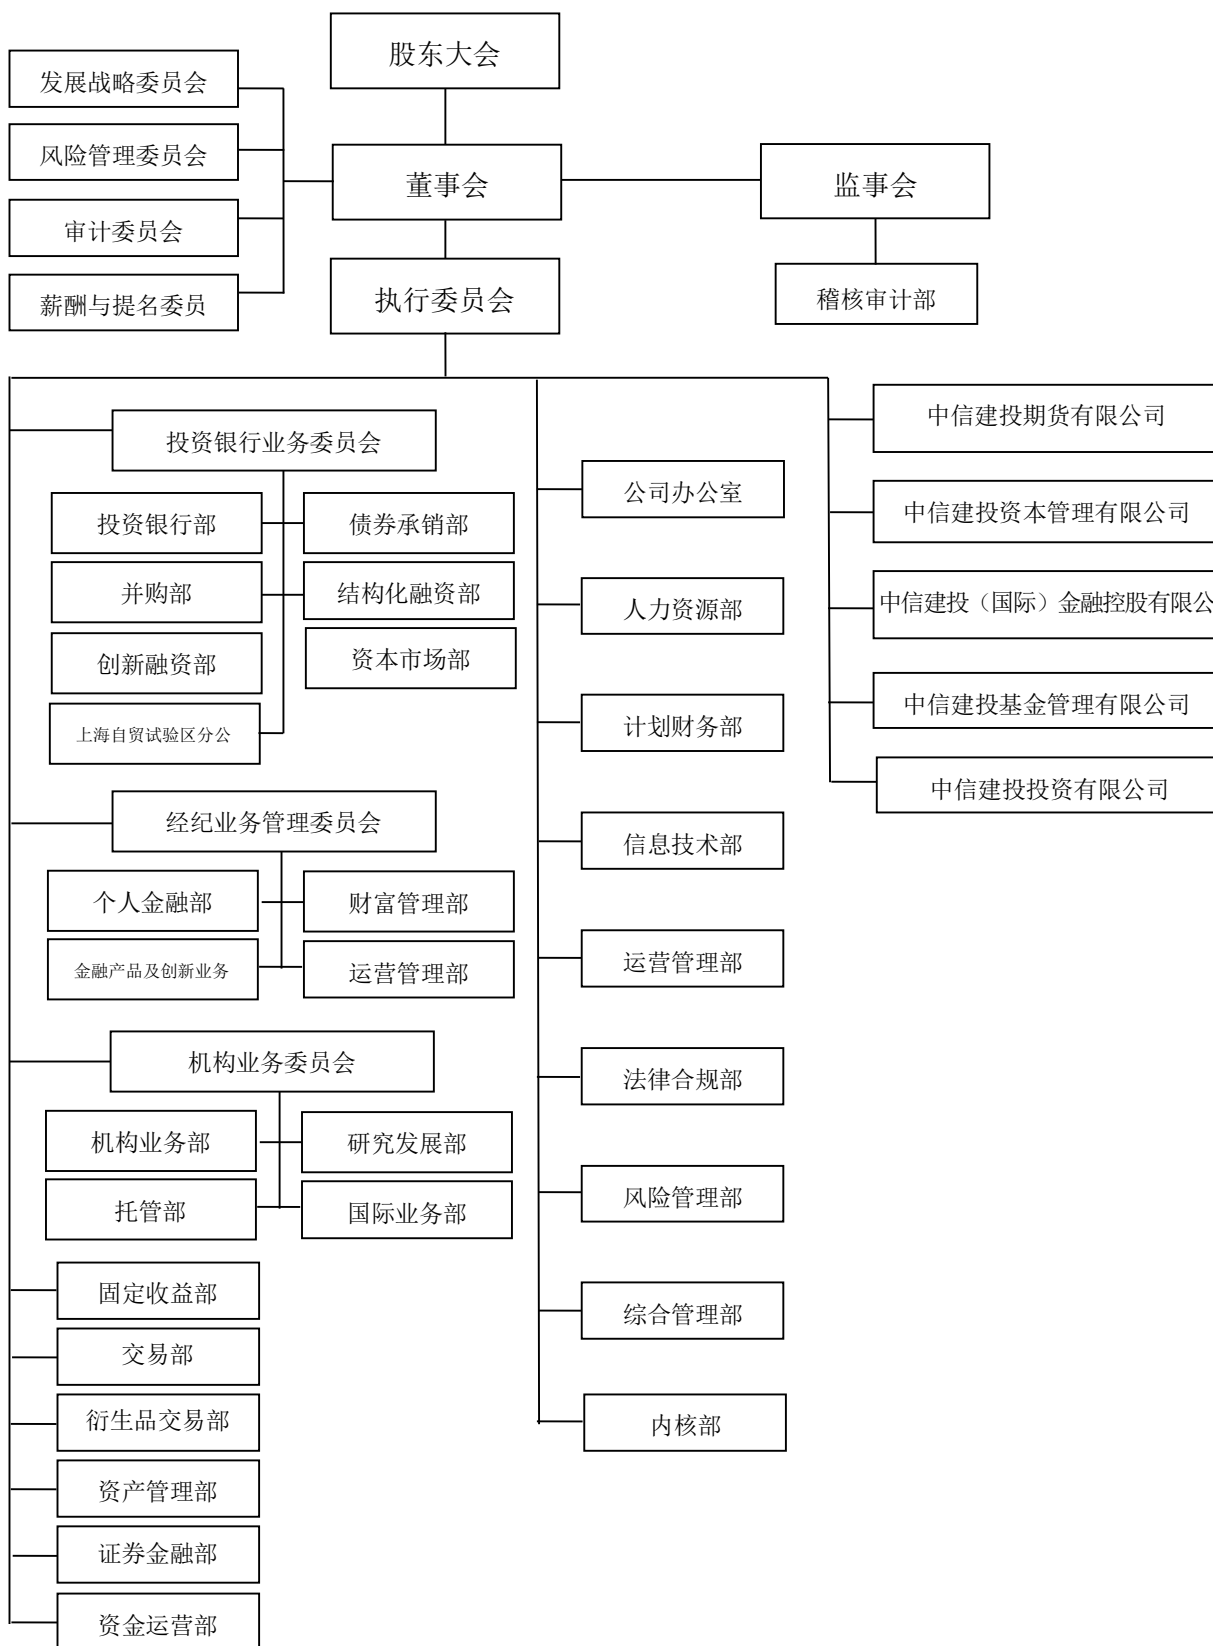 股东大会
发展战略委员会
风险管理委员会
审计委员会
薪酬与提名委员
董事会
监事会
执行委员会
稽核审计部
投资银行业务委员会
投资银行部
债券承销部
并购部
结构化融资部
创新融资部
资本市场部
上海自贸试验区分公
经纪业务管理委员会
个人金融部
财富管理部
金融产品及创新业务
运营管理部
机构业务委员会
机构业务部
研究发展部
托管部
国际业务部
固定收益部
交易部
衍生品交易部
资产管理部
证券金融部
资金运营部
公司办公室
人力资源部
计划财务部
信息技术部
运营管理部
法律合规部
风险管理部
综合管理部
内核部
中信建投期货有限公司
中信建投资本管理有限公司
中信建投（国际）金融控股有限公
中信建投基金管理有限公司
中信建投投资有限公司